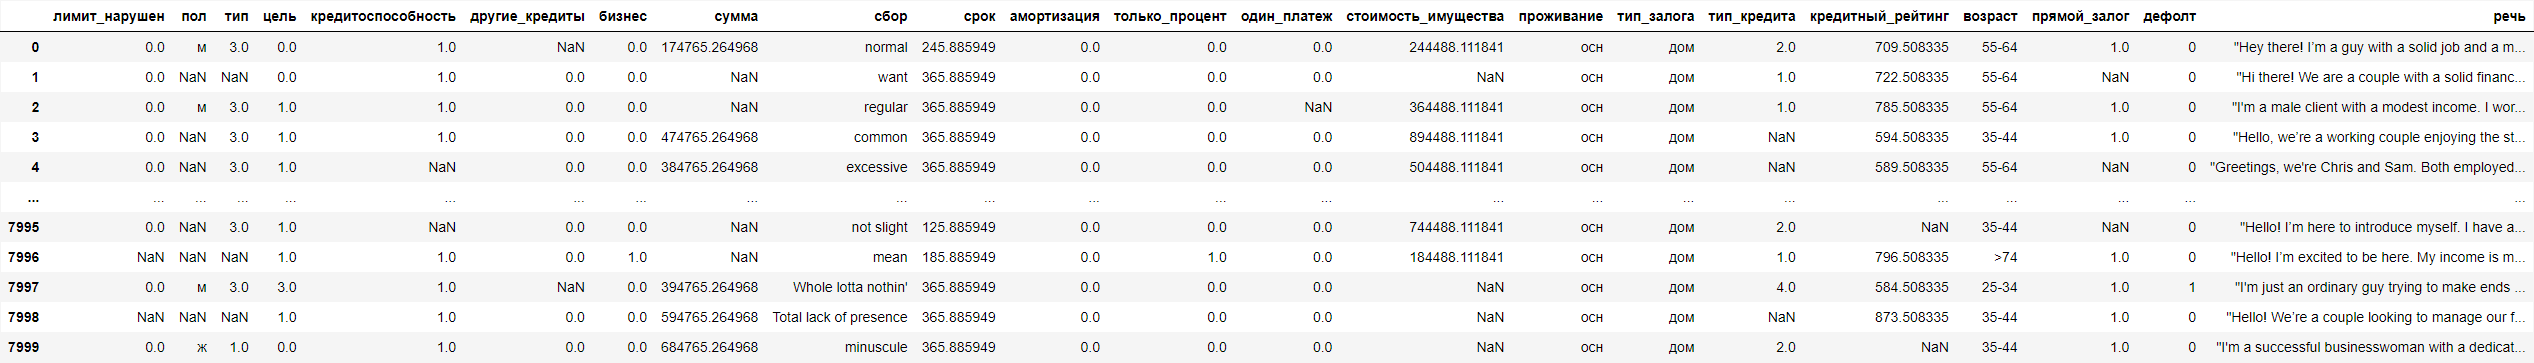 лимит_нарушен пол тип цель кредитоспособность другие_кредиты бизнес сумма сбор срок амортизация только_процент один_платеж стоимость_имущества проживание тип_залога тип_кредита кредитный_рейтинг возраст прямой_залог дефолт речь
0 0.0 м 3.0 0.0 1.0 NaN 0.0 174765.264968 normal 245.885949 0.0 0.0 0.0 244488.111841 осн дом 2.0 709.508335 55-64 1.0 0 "Hey there! I’m a guy with a solid job and a m...
1 0.0 NaN NaN 0.0 1.0 0.0 0.0 NaN want 365.885949 0.0 0.0 0.0 NaN осн дом 1.0 722.508335 55-64 NaN 0 "Hi there! We are a couple with a solid financ...
2 0.0 м 3.0 1.0 1.0 0.0 0.0 NaN regular 365.885949 0.0 0.0 NaN 364488.111841 осн дом 1.0 785.508335 55-64 1.0 0 "I'm a male client with a modest income. I wor...
3 0.0 NaN 3.0 1.0 1.0 0.0 0.0 474765.264968 common 365.885949 0.0 0.0 0.0 894488.111841 осн дом NaN 594.508335 35-44 1.0 0 "Hello, we’re a working couple enjoying the st...
4 0.0 NaN 3.0 1.0 NaN 0.0 0.0 384765.264968 excessive 365.885949 0.0 0.0 0.0 504488.111841 осн дом NaN 589.508335 55-64 NaN 0 "Greetings, we're Chris and Sam. Both employed...
... ... ... ... ... ... ... ... ... ... ... ... ... ... ... ... ... ... ... ... ... ... ...
7995 0.0 NaN 3.0 1.0 NaN 0.0 0.0 NaN not slight 125.885949 0.0 0.0 0.0 744488.111841 осн дом 2.0 NaN 35-44 NaN 0 "Hello! I’m here to introduce myself. I have a...
7996 NaN NaN NaN 1.0 1.0 0.0 1.0 NaN mean 185.885949 0.0 1.0 0.0 184488.111841 осн дом 1.0 796.508335 >74 1.0 0 "Hello! I’m excited to be here. My income is m...
7997 0.0 м 3.0 3.0 1.0 NaN 0.0 394765.264968 Whole lotta nothin' 365.885949 0.0 0.0 0.0 NaN осн дом 4.0 584.508335 25-34 1.0 1 "I'm just an ordinary guy trying to make ends ...
7998 NaN NaN NaN 1.0 1.0 0.0 0.0 594765.264968 Total lack of presence 365.885949 0.0 0.0 0.0 NaN осн дом NaN 873.508335 35-44 1.0 0 "Hello! We’re a couple looking to manage our f...
7999 0.0 ж 1.0 0.0 1.0 0.0 0.0 684765.264968 minuscule 365.885949 0.0 0.0 0.0 NaN осн дом 2.0 NaN 35-44 1.0 0 "I'm a successful businesswoman with a dedicat...